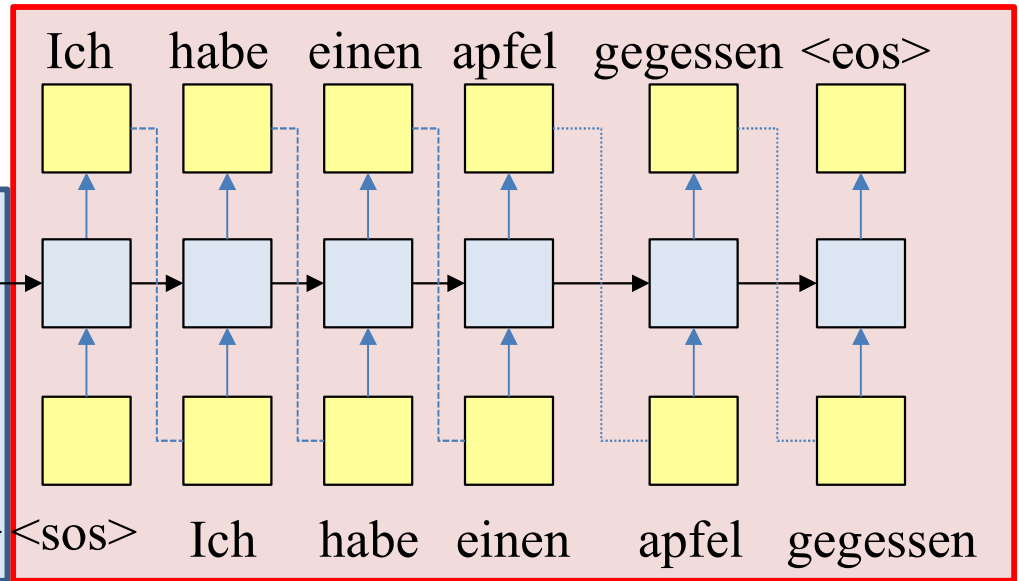 Ich habe einen apfel gegessen <eos>
<sos> Ich habe einen apfel gegessen